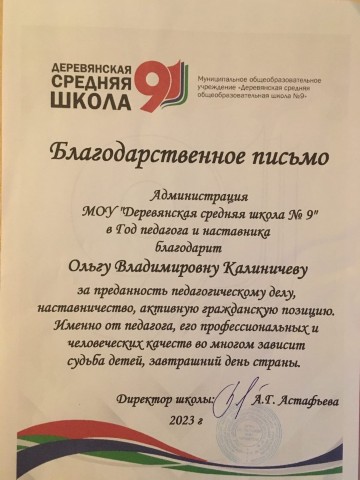 ДЕРЕВЯНСКАЯ
СРЕДНЯЯ
ШКОЛА
9
Муниципальное общеобразовательное
учреждение «Деревянская средняя
общеобразовательная школа №9»
Благодарственное письмо
Администрация
МОУ "Деревянская средняя школа № 9"
в Год педагога и наставника
благодарит
Ольгу Владимировну Калиничеву
за преданность педагогическому делу,
наставничество, активную гражданскую позицию.
Именно от педагога, его профессиональных и
человеческих качеств во многом зависит
судьба детей, завтрашний день страны.
Директор школы: А.Г. Астафьева
2023 г